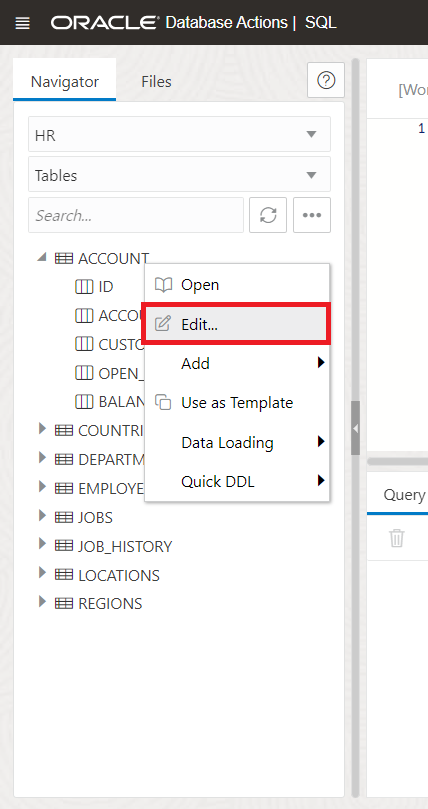 ORACLE Database Actions | SQL
Navigator Files
[Wor
HR
1
Tables
Search...
ACCOUNT
ID
Open
ACCOU
Edit...
CUSTO
OPEN_
Add
BALAN
Use as Template
COUNTRI
Data Loading
DEPARTM
Quick DDL
EMPLOYE
Query
JOBS
JOB_HISTORY
LOCATIONS
REGIONS